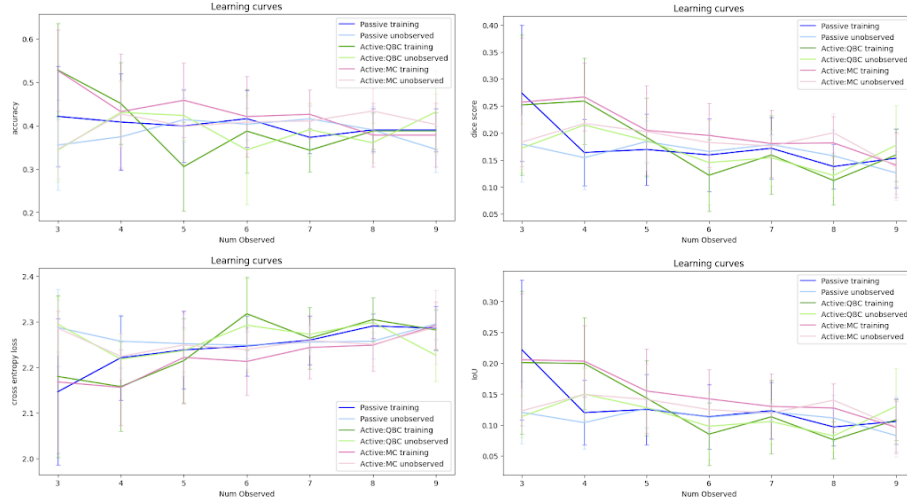 Learning curves
accuracy
0.6
0.5
0.4
0.3
0.2
Passive training
Passive unobserved
Active:QBC training
Active:QBC unobserved
Active:MC training
Active:MC unobserved
3 4 5 6 7 8 9
Num Observed
Learning curves
dice score
0.40
0.35
0.30
0.25
0.20
0.15
0.10
0.05
Passive training
Passive unobserved
Active:QBC training
Active:QBC unobserved
Active:MC training
Active:MC unobserved
3 4 5 6 7 8 9
Num Observed
Learning curves
cross entropy loss
2.4
2.3
2.2
2.1
2.0
Passive training
Passive unobserved
Active:QBC training
Active:QBC unobserved
Active:MC training
Active:MC unobserved
3 4 5 6 7 8 9
Num Observed
Learning curves
IoU
0.30
0.25
0.20
0.15
0.10
0.05
Passive training
Passive unobserved
Active:QBC training
Active:QBC unobserved
Active:MC training
Active:MC unobserved
3 4 5 6 7 8 9
Num Observed